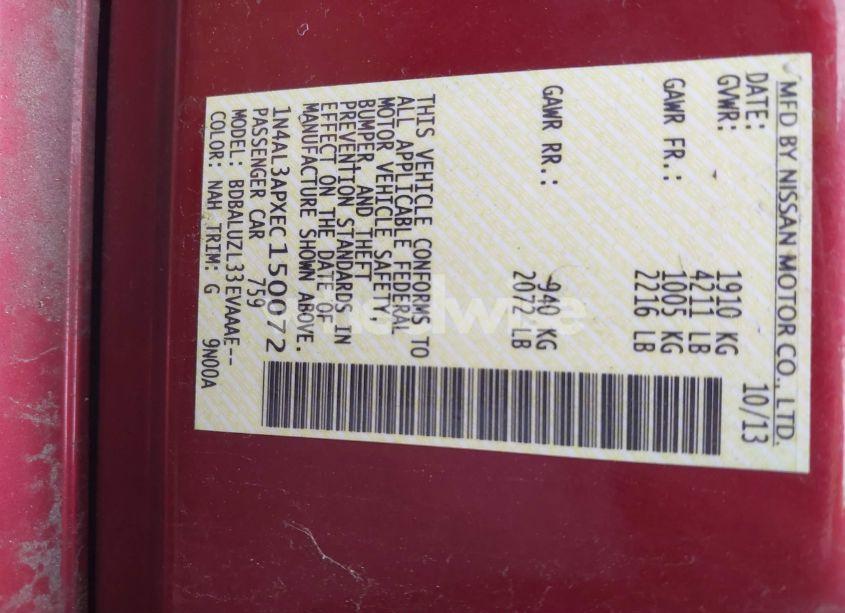 MFD BY NISSAN MOTOR CO., LTD.
DATE: 10/13
GVWR: 1910 KG
4211 LB
GAWR FR.: 1005 KG
2216 LB
GAWR RR.: 940 KG
2072 LB
THIS VEHICLE CONFORMS TO
ALL APPLICABLE FEDERAL
MOTOR VEHICLE SAFETY,
BUMPER, AND THEFT
PREVENTION STANDARDS IN
EFFECT ON THE DATE OF
MANUFACTURE SHOWN ABOVE.
1N4AL3APXEC150072
PASSENGER CAR 759
MODEL: BDBALUZL33EVAAAE--
COLOR: NAH TRIM: G 9N00A